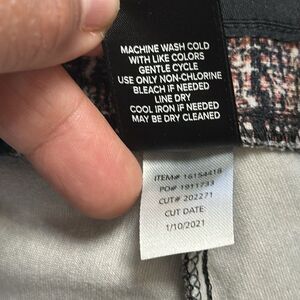 MACHINE WASH COLD
WITH LIKE COLORS
GENTLE CYCLE
USE ONLY NON-CHLORINE
BLEACH IF NEEDED
LINE DRY
COOL IRON IF NEEDED
MAY BE DRY CLEANED
ITEM# 16154418
PO# 1911733
CUT# 202271
CUT DATE:
1/10/2021